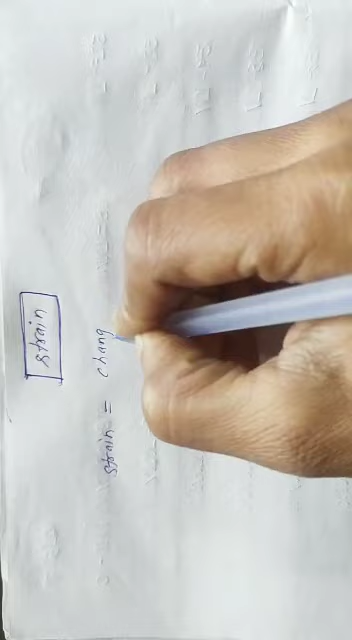 strain
strain = chang